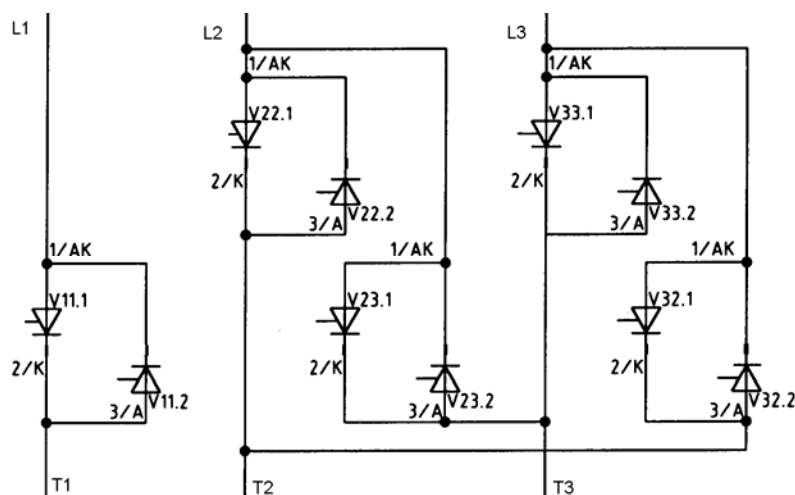 L1 L2 L3
1/AK 1/AK
V22.1 V33.1
2/K 2/K
V22.2 V33.2
3/A 3/A
1/AK 1/AK 1/AK
V11.1 V23.1 V32.1
2/K 2/K 2/K
V11.2 V23.2 V32.2
3/A 3/A 3/A
T1 T2 T3